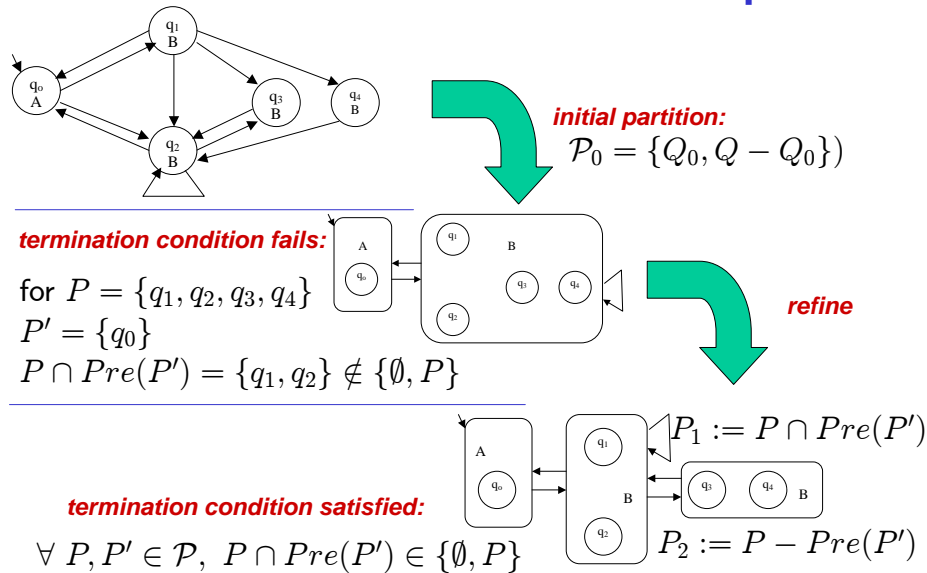 q₁
B
q₀
A
q₃
B
q₄
B
q₂
B
initial partition:
𝒫₀ = {Q₀, Q − Q₀})
termination condition fails:
for P = {q₁, q₂, q₃, q₄}
P′ = {q₀}
P ∩ Pre(P′) = {q₁, q₂} ∉ {∅, P}
A
q₀
q₁
B
q₃
q₄
q₂
refine
A
q₀
q₁
B
q₂
q₃
q₄
B
P₁ := P ∩ Pre(P′)
P₂ := P − Pre(P′)
termination condition satisfied:
∀ P, P′ ∈ 𝒫, P ∩ Pre(P′) ∈ {∅, P}